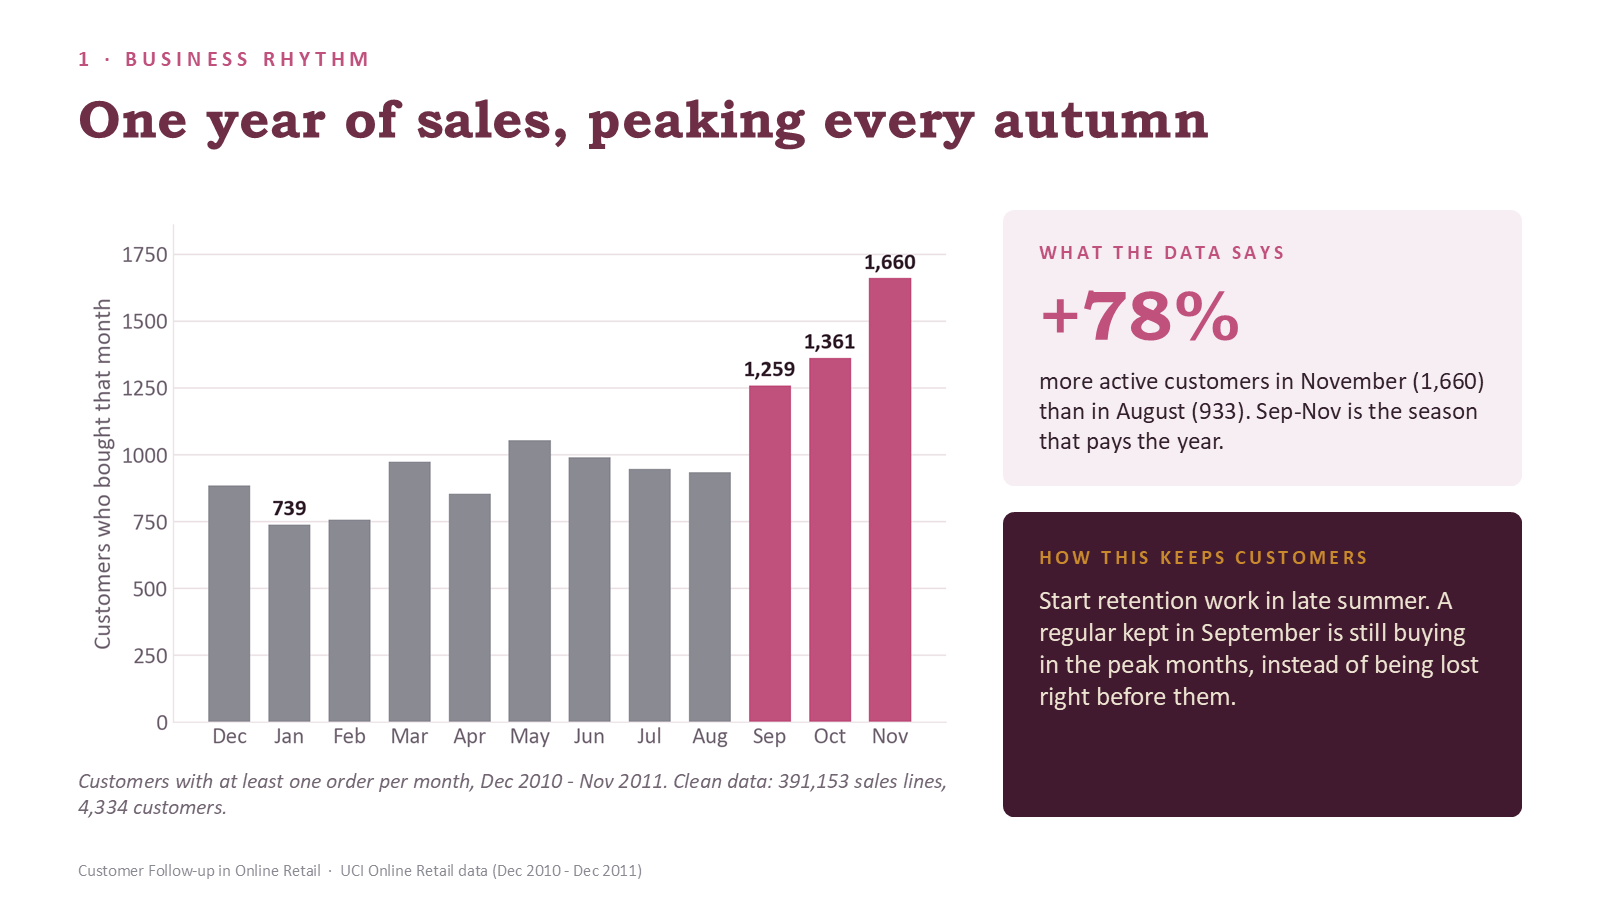 1 · BUSINESS RHYTHM
One year of sales, peaking every autumn
Customers who bought that month
1750
1500
1250
1000
750
500
250
0
739
1,259
1,361
1,660
Dec Jan Feb Mar Apr May Jun Jul Aug Sep Oct Nov
Customers with at least one order per month, Dec 2010 - Nov 2011. Clean data: 391,153 sales lines,
4,334 customers.
WHAT THE DATA SAYS
+78%
more active customers in November (1,660)
than in August (933). Sep-Nov is the season
that pays the year.
HOW THIS KEEPS CUSTOMERS
Start retention work in late summer. A
regular kept in September is still buying
in the peak months, instead of being lost
right before them.
Customer Follow-up in Online Retail · UCI Online Retail data (Dec 2010 - Dec 2011)